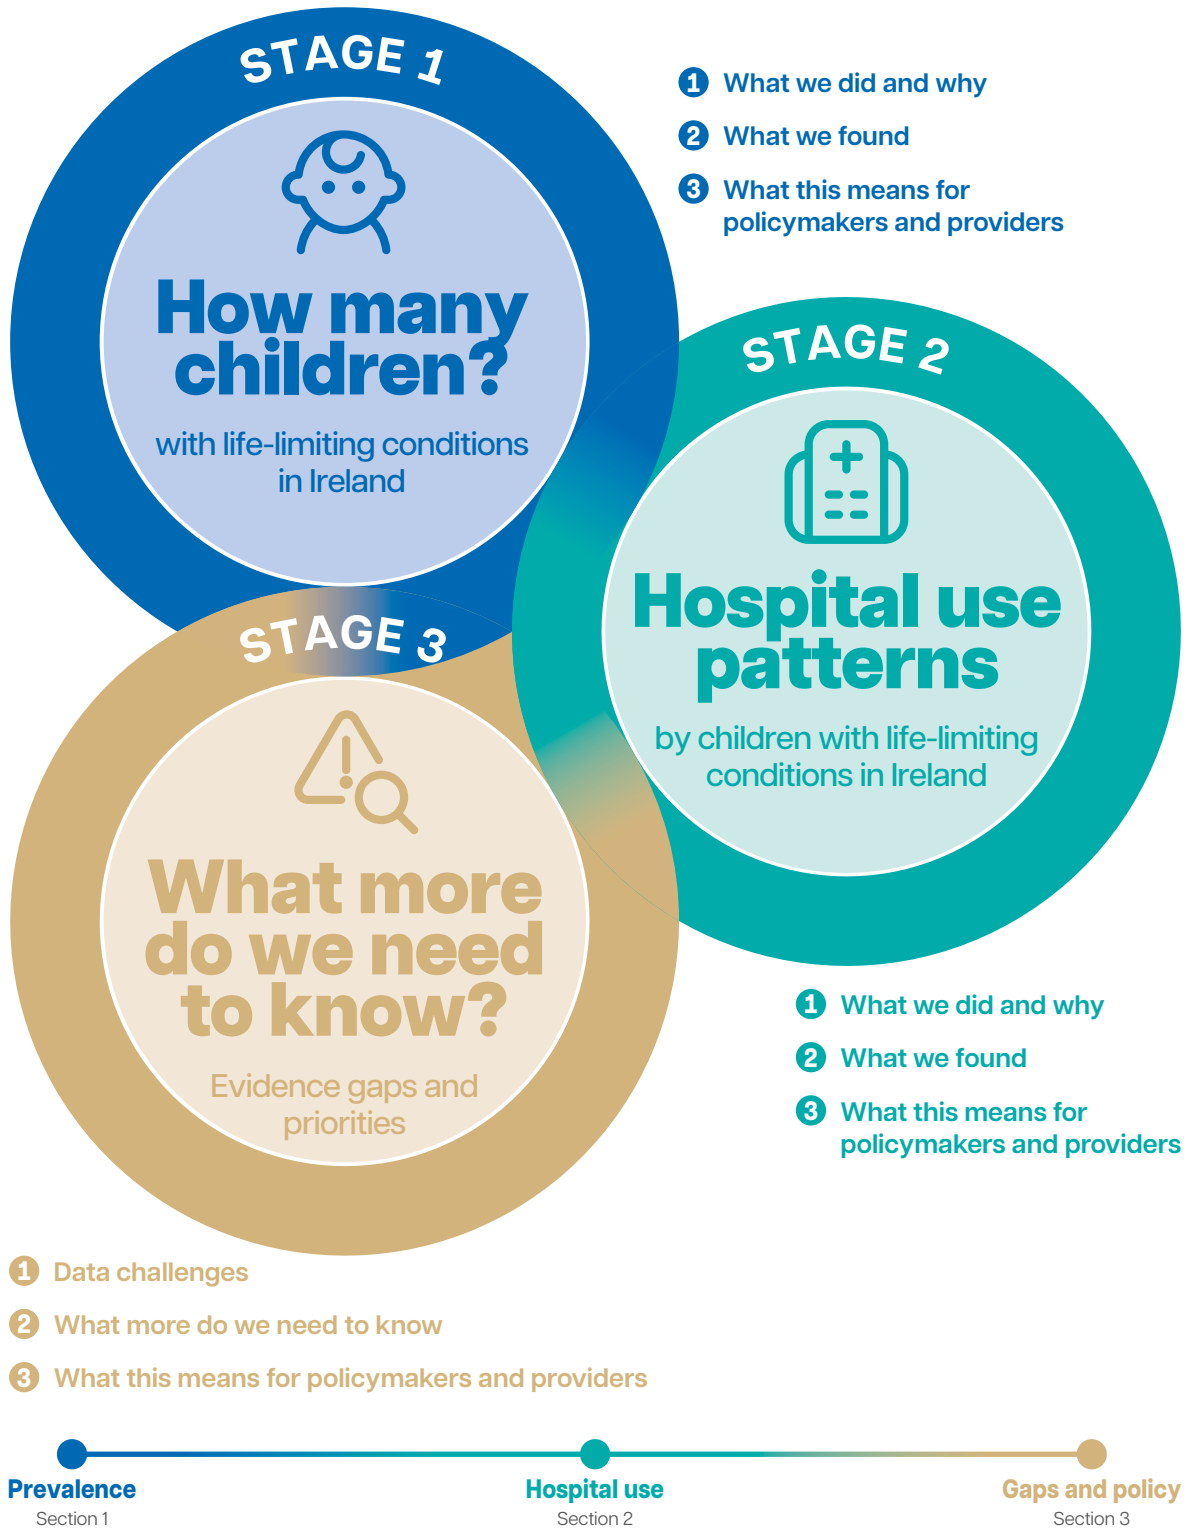 STAGE 1
How many
children?
with life-limiting conditions
in Ireland
1 What we did and why
2 What we found
3 What this means for
policymakers and providers
STAGE 2
Hospital use
patterns
by children with life-limiting
conditions in Ireland
1 What we did and why
2 What we found
3 What this means for
policymakers and providers
STAGE 3
What more
do we need
to know?
Evidence gaps and
priorities
1 Data challenges
2 What more do we need to know
3 What this means for policymakers and providers
Prevalence
Section 1
Hospital use
Section 2
Gaps and policy
Section 3